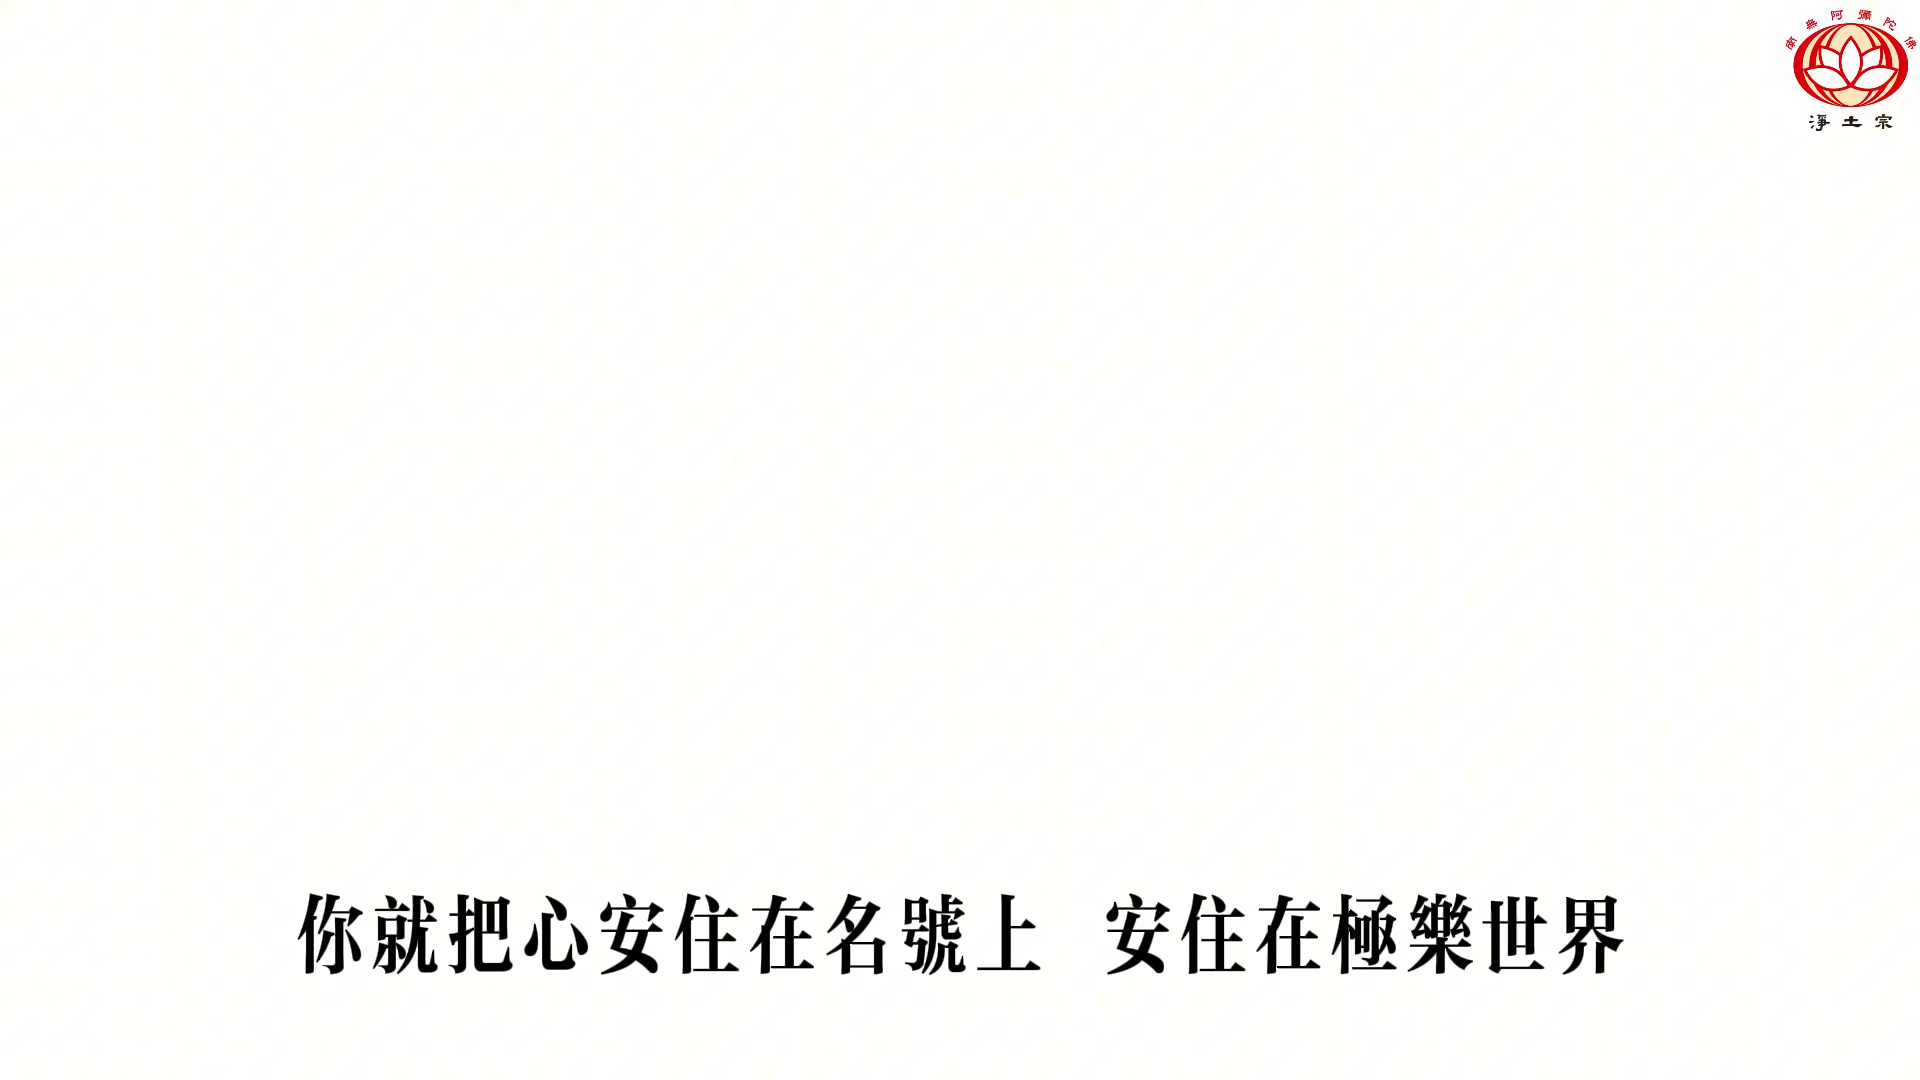 南無阿彌陀佛
淨土宗
你就把心安住在名號上 安住在極樂世界